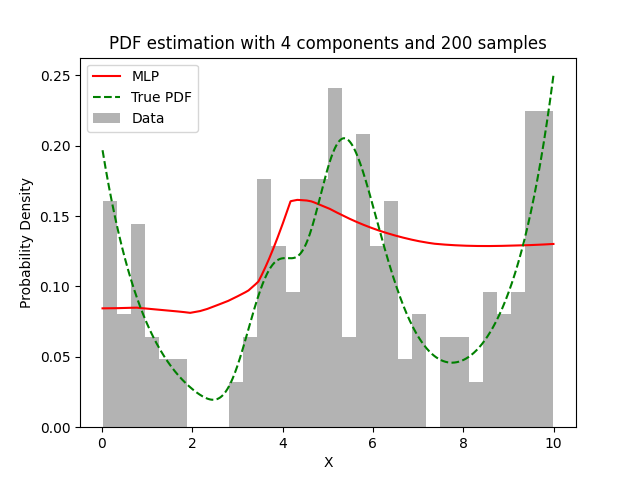 PDF estimation with 4 components and 200 samples
MLP
True PDF
Data
Probability Density
0.25
0.20
0.15
0.10
0.05
0.00
0
2
4
6
8
10
X